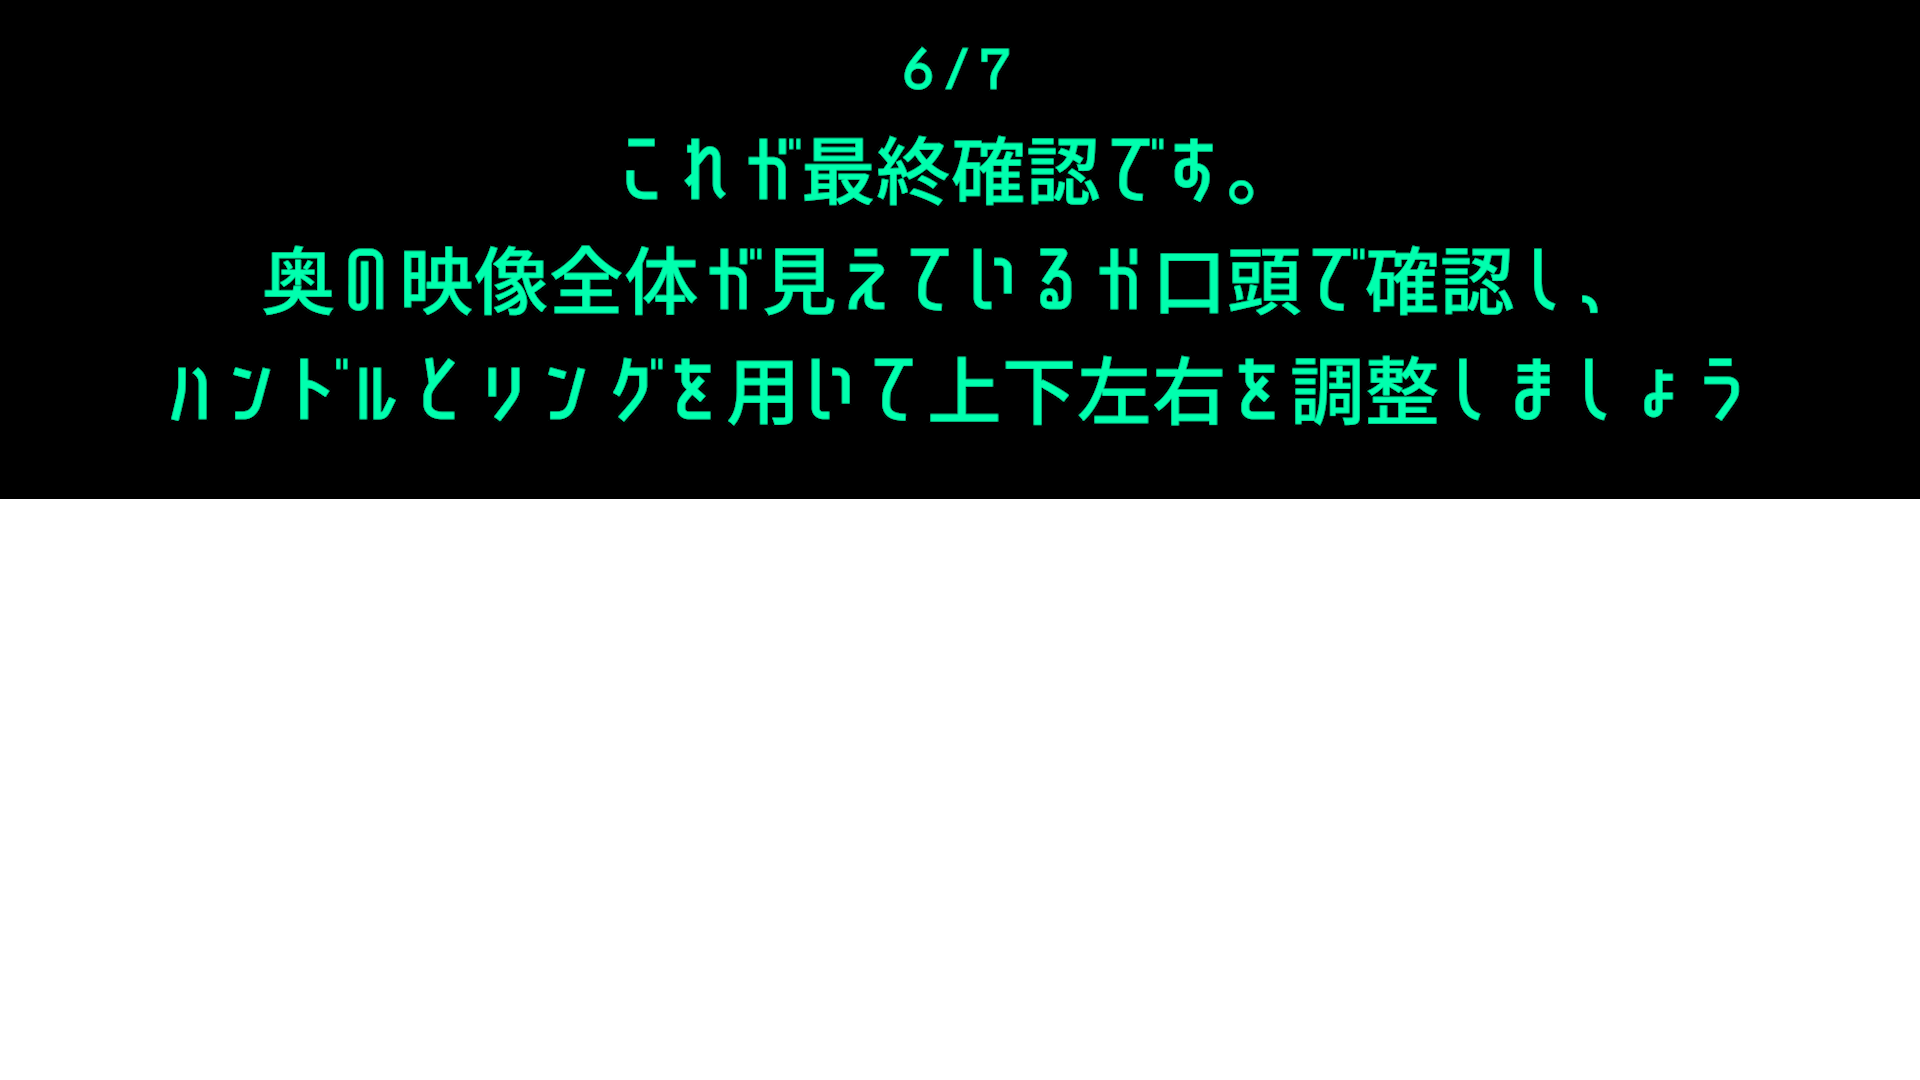 6/7
これが最終確認です。
奥の映像全体が見えているか口頭で確認し、
ハンドルとリングを用いて上下左右を調整しましょう